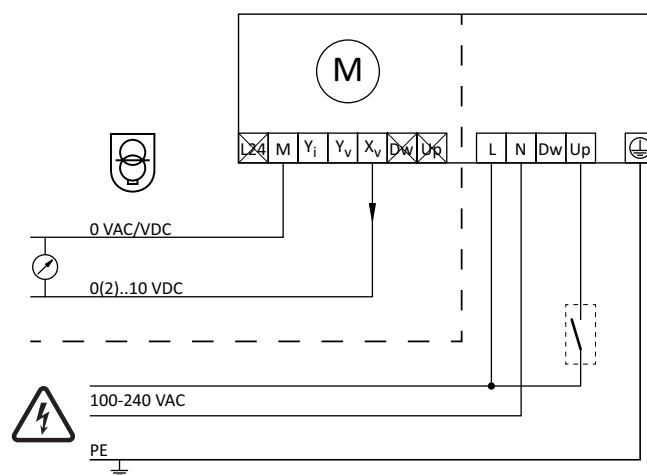 M
L24 M Yi Yv Xv Dw Up L N Dw Up
0 VAC/VDC
0(2)..10 VDC
100-240 VAC
PE